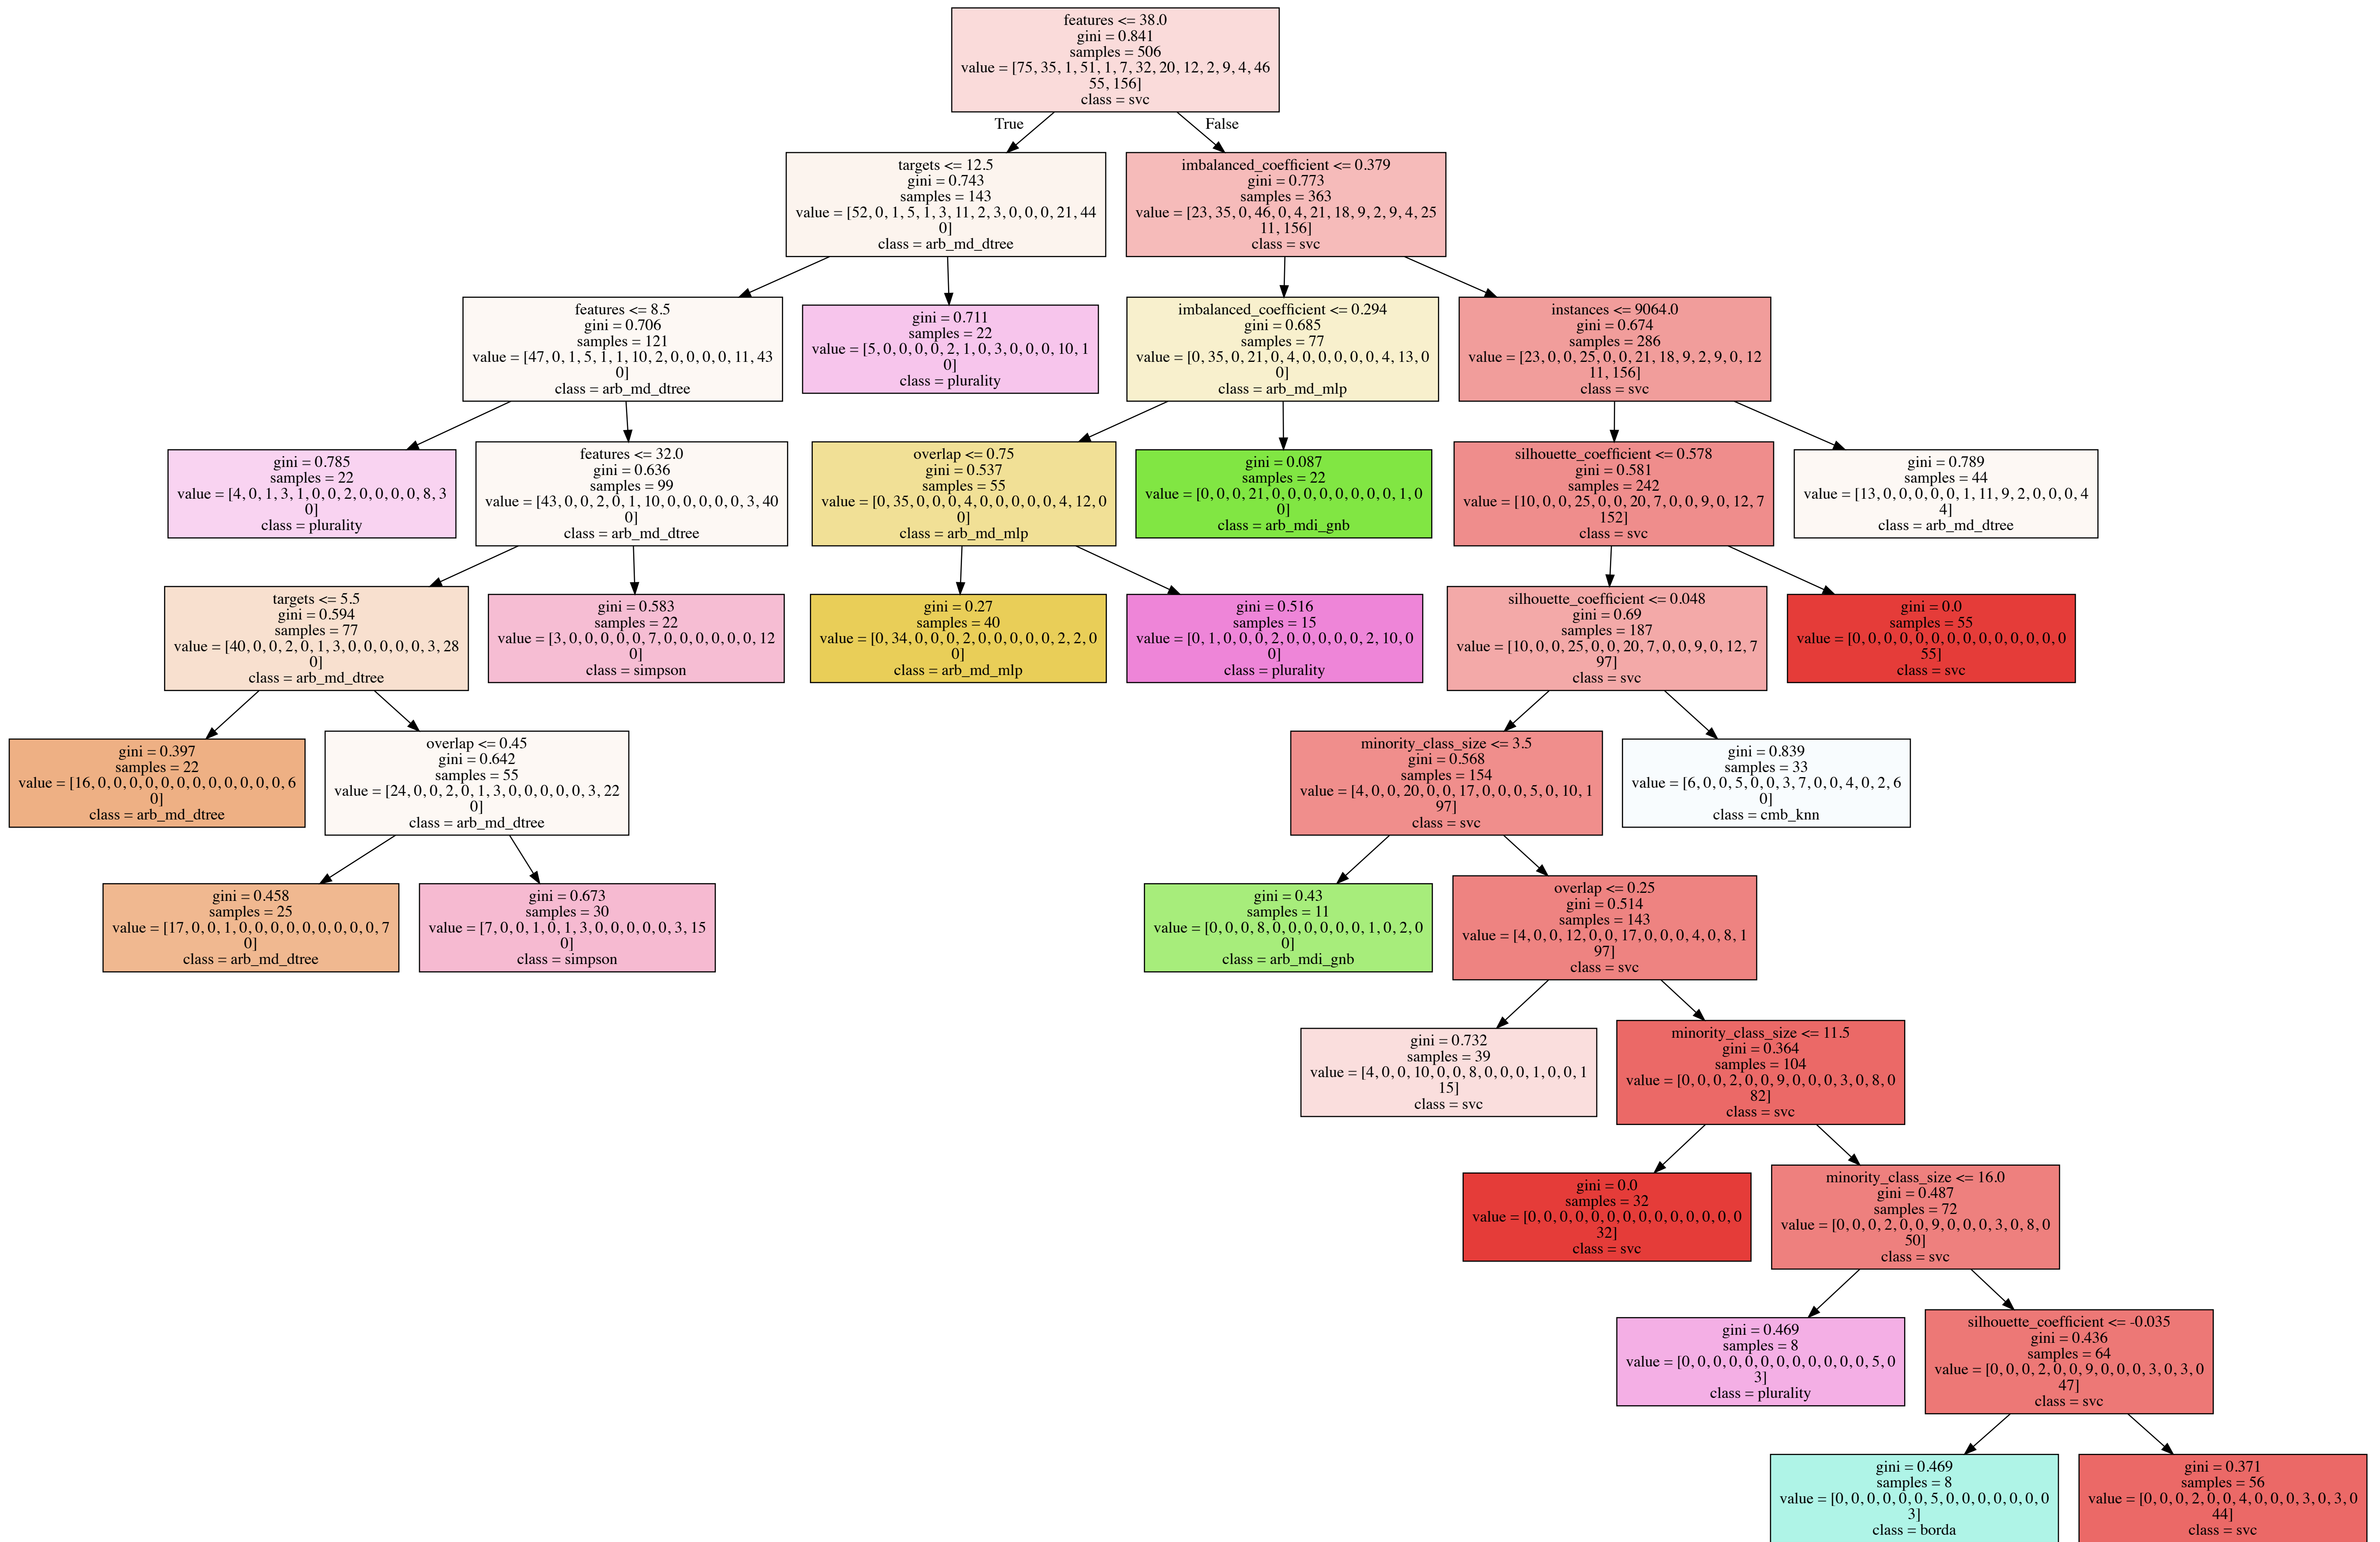 features <= 38.0
gini = 0.841
samples = 506
value = [75, 35, 1, 51, 1, 7, 32, 20, 12, 2, 9, 4, 46
55, 156]
class = svc
True
False
targets <= 12.5
gini = 0.743
samples = 143
value = [52, 0, 1, 5, 1, 3, 11, 2, 3, 0, 0, 0, 21, 44
0]
class = arb_md_dtree
imbalanced_coefficient <= 0.379
gini = 0.773
samples = 363
value = [23, 35, 0, 46, 0, 4, 21, 18, 9, 2, 9, 4, 25
11, 156]
class = svc
features <= 8.5
gini = 0.706
samples = 121
value = [47, 0, 1, 5, 1, 1, 10, 2, 0, 0, 0, 0, 11, 43
0]
class = arb_md_dtree
gini = 0.711
samples = 22
value = [5, 0, 0, 0, 0, 2, 1, 0, 3, 0, 0, 0, 10, 1
0]
class = plurality
imbalanced_coefficient <= 0.294
gini = 0.685
samples = 77
value = [0, 35, 0, 21, 0, 4, 0, 0, 0, 0, 0, 4, 13, 0
0]
class = arb_md_mlp
instances <= 9064.0
gini = 0.674
samples = 286
value = [23, 0, 0, 25, 0, 0, 21, 18, 9, 2, 9, 0, 12
11, 156]
class = svc
gini = 0.785
samples = 22
value = [4, 0, 1, 3, 1, 0, 0, 2, 0, 0, 0, 0, 8, 3
0]
class = plurality
features <= 32.0
gini = 0.636
samples = 99
value = [43, 0, 0, 2, 0, 1, 10, 0, 0, 0, 0, 0, 3, 40
0]
class = arb_md_dtree
overlap <= 0.75
gini = 0.537
samples = 55
value = [0, 35, 0, 0, 0, 4, 0, 0, 0, 0, 0, 4, 12, 0
0]
class = arb_md_mlp
gini = 0.087
samples = 22
value = [0, 0, 0, 21, 0, 0, 0, 0, 0, 0, 0, 0, 1, 0
0]
class = arb_mdi_gnb
silhouette_coefficient <= 0.578
gini = 0.581
samples = 242
value = [10, 0, 0, 25, 0, 0, 20, 7, 0, 0, 9, 0, 12, 7
152]
class = svc
gini = 0.789
samples = 44
value = [13, 0, 0, 0, 0, 0, 1, 11, 9, 2, 0, 0, 0, 4
4]
class = arb_md_dtree
targets <= 5.5
gini = 0.594
samples = 77
value = [40, 0, 0, 2, 0, 1, 3, 0, 0, 0, 0, 0, 3, 28
0]
class = arb_md_dtree
gini = 0.583
samples = 22
value = [3, 0, 0, 0, 0, 0, 7, 0, 0, 0, 0, 0, 0, 12
0]
class = simpson
gini = 0.27
samples = 40
value = [0, 34, 0, 0, 0, 2, 0, 0, 0, 0, 0, 2, 2, 0
0]
class = arb_md_mlp
gini = 0.516
samples = 15
value = [0, 1, 0, 0, 0, 2, 0, 0, 0, 0, 0, 2, 10, 0
0]
class = plurality
silhouette_coefficient <= 0.048
gini = 0.69
samples = 187
value = [10, 0, 0, 25, 0, 0, 20, 7, 0, 0, 9, 0, 12, 7
97]
class = svc
gini = 0.0
samples = 55
value = [0, 0, 0, 0, 0, 0, 0, 0, 0, 0, 0, 0, 0, 0
55]
class = svc
gini = 0.397
samples = 22
value = [16, 0, 0, 0, 0, 0, 0, 0, 0, 0, 0, 0, 0, 6
0]
class = arb_md_dtree
overlap <= 0.45
gini = 0.642
samples = 55
value = [24, 0, 0, 2, 0, 1, 3, 0, 0, 0, 0, 0, 3, 22
0]
class = arb_md_dtree
minority_class_size <= 3.5
gini = 0.568
samples = 154
value = [4, 0, 0, 20, 0, 0, 17, 0, 0, 0, 5, 0, 10, 1
97]
class = svc
gini = 0.839
samples = 33
value = [6, 0, 0, 5, 0, 0, 3, 7, 0, 0, 4, 0, 2, 6
0]
class = cmb_knn
gini = 0.458
samples = 25
value = [17, 0, 0, 1, 0, 0, 0, 0, 0, 0, 0, 0, 0, 7
0]
class = arb_md_dtree
gini = 0.673
samples = 30
value = [7, 0, 0, 1, 0, 1, 3, 0, 0, 0, 0, 0, 3, 15
0]
class = simpson
gini = 0.43
samples = 11
value = [0, 0, 0, 8, 0, 0, 0, 0, 0, 0, 1, 0, 2, 0
0]
class = arb_mdi_gnb
overlap <= 0.25
gini = 0.514
samples = 143
value = [4, 0, 0, 12, 0, 0, 17, 0, 0, 0, 4, 0, 8, 1
97]
class = svc
gini = 0.732
samples = 39
value = [4, 0, 0, 10, 0, 0, 8, 0, 0, 0, 1, 0, 0, 1
15]
class = svc
minority_class_size <= 11.5
gini = 0.364
samples = 104
value = [0, 0, 0, 2, 0, 0, 9, 0, 0, 0, 3, 0, 8, 0
82]
class = svc
gini = 0.0
samples = 32
value = [0, 0, 0, 0, 0, 0, 0, 0, 0, 0, 0, 0, 0, 0
32]
class = svc
minority_class_size <= 16.0
gini = 0.487
samples = 72
value = [0, 0, 0, 2, 0, 0, 9, 0, 0, 0, 3, 0, 8, 0
50]
class = svc
gini = 0.469
samples = 8
value = [0, 0, 0, 0, 0, 0, 0, 0, 0, 0, 0, 0, 5, 0
3]
class = plurality
silhouette_coefficient <= -0.035
gini = 0.436
samples = 64
value = [0, 0, 0, 2, 0, 0, 9, 0, 0, 0, 3, 0, 3, 0
47]
class = svc
gini = 0.469
samples = 8
value = [0, 0, 0, 0, 0, 0, 5, 0, 0, 0, 0, 0, 0, 0
3]
class = borda
gini = 0.371
samples = 56
value = [0, 0, 0, 2, 0, 0, 4, 0, 0, 0, 3, 0, 3, 0
44]
class = svc